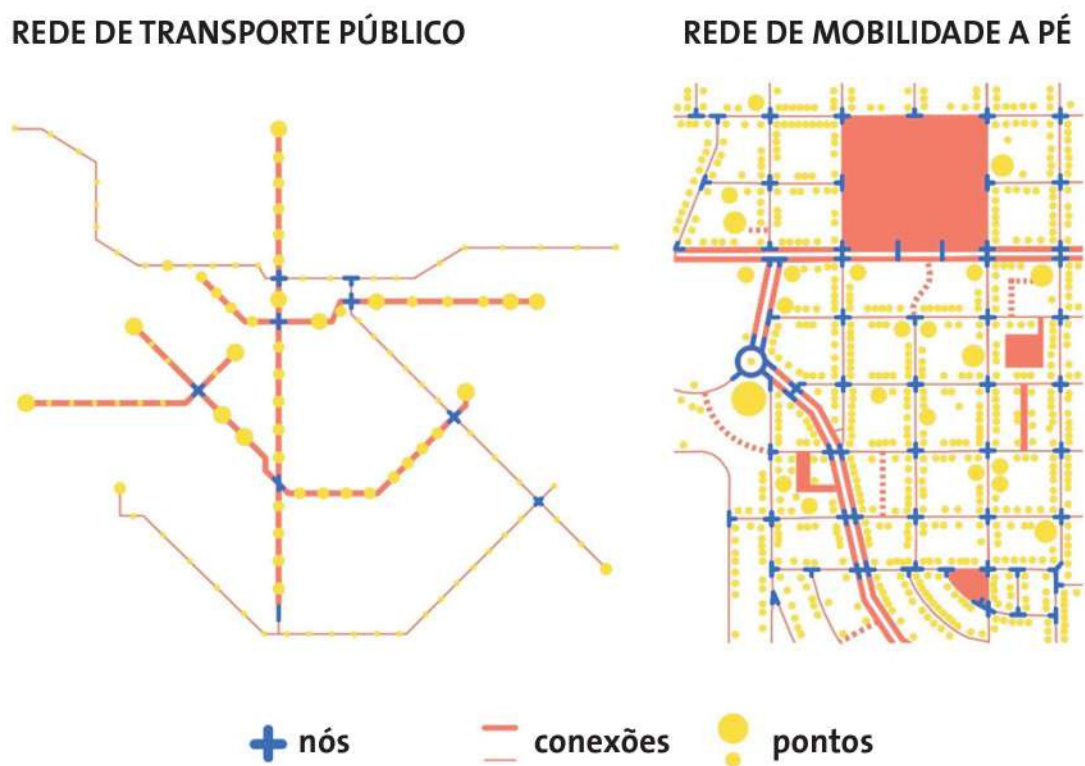 REDE DE TRANSPORTE PÚBLICO
REDE DE MOBILIDADE A PÉ
nós
conexões
pontos